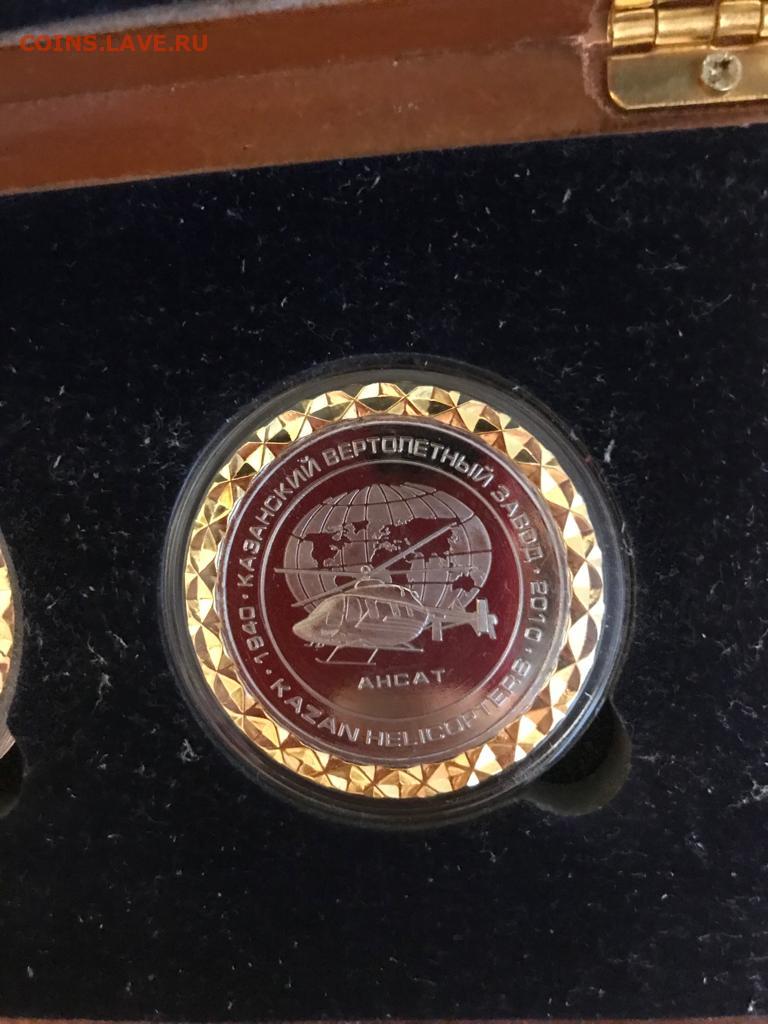 COINS.LAVE.RU
1940 · КАЗАНСКИЙ ВЕРТОЛЕТНЫЙ ЗАВОД · 2010 ·
KAZAN HELICOPTERS ·
АНСАТ